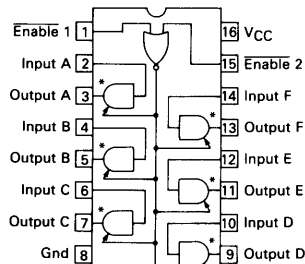 Enable 1 1 16 VCC
Input A 2 15 Enable 2
Output A 3 * 14 Input F
Input B 4 * 13 Output F
Output B 5 * 12 Input E
Input C 6 * 11 Output E
Output C 7 * 10 Input D
Gnd 8 * 9 Output D